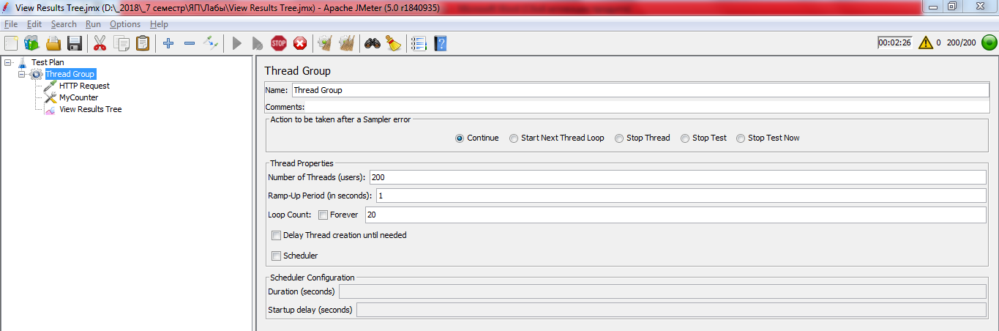 View Results Tree.jmx (D:\_2018\_7 семестр\ЯП\Лабы\View Results Tree.jmx) - Apache JMeter (5.0 r1840935)
File Edit Search Run Options Help
STOP 00:02:26 0 200/200
Test Plan
Thread Group
HTTP Request
MyCounter
View Results Tree
Thread Group
Name: Thread Group
Comments:
Action to be taken after a Sampler error
Continue Start Next Thread Loop Stop Thread Stop Test Stop Test Now
Thread Properties
Number of Threads (users): 200
Ramp-Up Period (in seconds): 1
Loop Count: Forever 20
Delay Thread creation until needed
Scheduler
Scheduler Configuration
Duration (seconds)
Startup delay (seconds)